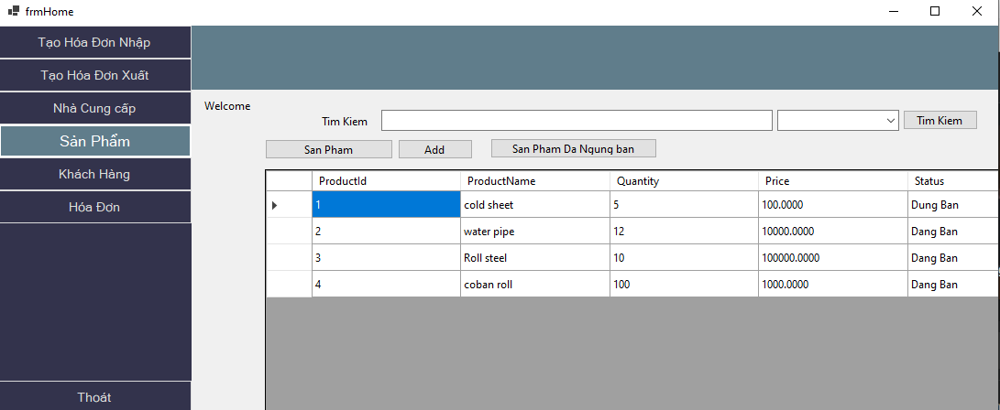 frmHome
Tạo Hóa Đơn Nhập
Tạo Hóa Đơn Xuất
Nhà Cung cấp
Sản Phẩm
Khách Hàng
Hóa Đơn
Thoát
Welcome
Tim Kiem
Tim Kiem
San Pham Add San Pham Da Ngung ban
ProductId ProductName Quantity Price Status
1 cold sheet 5 100.0000 Dung Ban
2 water pipe 12 10000.0000 Dang Ban
3 Roll steel 10 100000.0000 Dang Ban
4 coban roll 100 1000.0000 Dang Ban